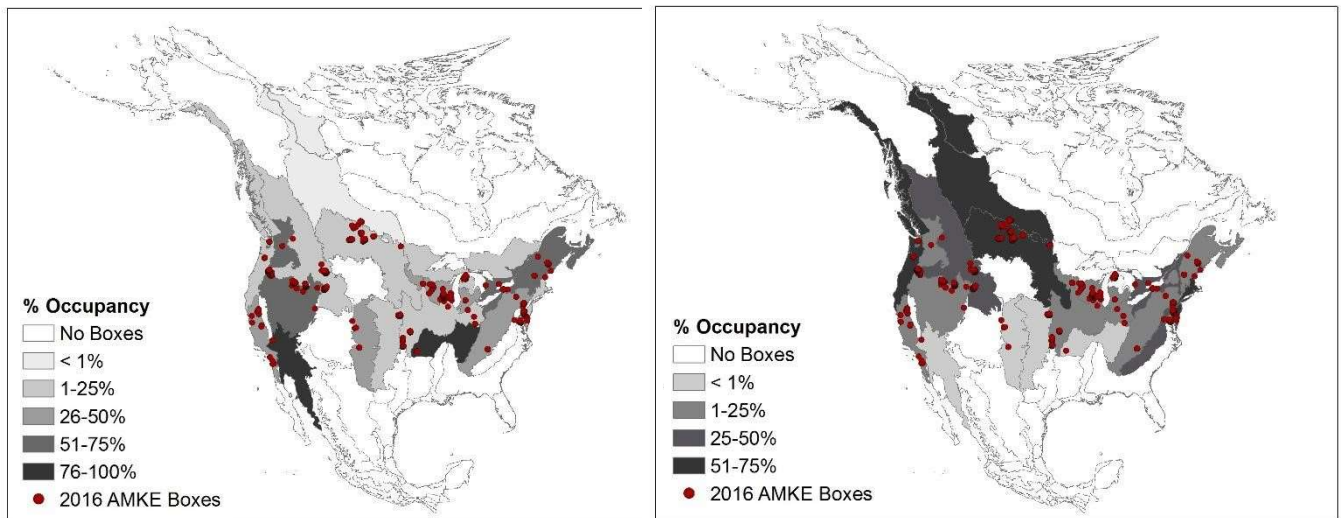 % Occupancy
No Boxes
< 1%
1-25%
26-50%
51-75%
76-100%
2016 AMKE Boxes
% Occupancy
No Boxes
< 1%
1-25%
25-50%
51-75%
2016 AMKE Boxes